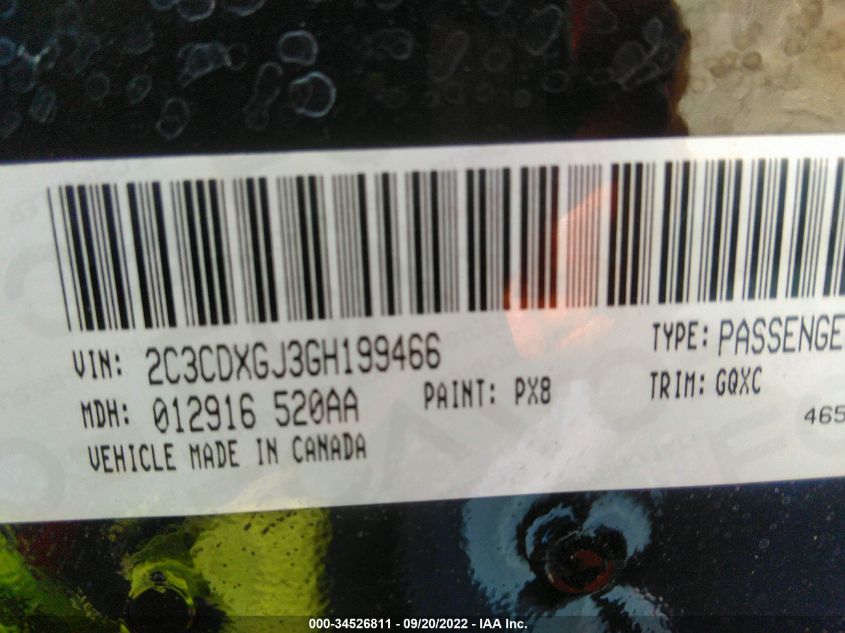 VIN: 2C3CDXGJ3GH199466
TYPE: PASSENGE
MDH: 012916 520AA
PAINT: PX8
TRIM: GQXC
465
VEHICLE MADE IN CANADA
000-34526811 - 09/20/2022 - IAA Inc.